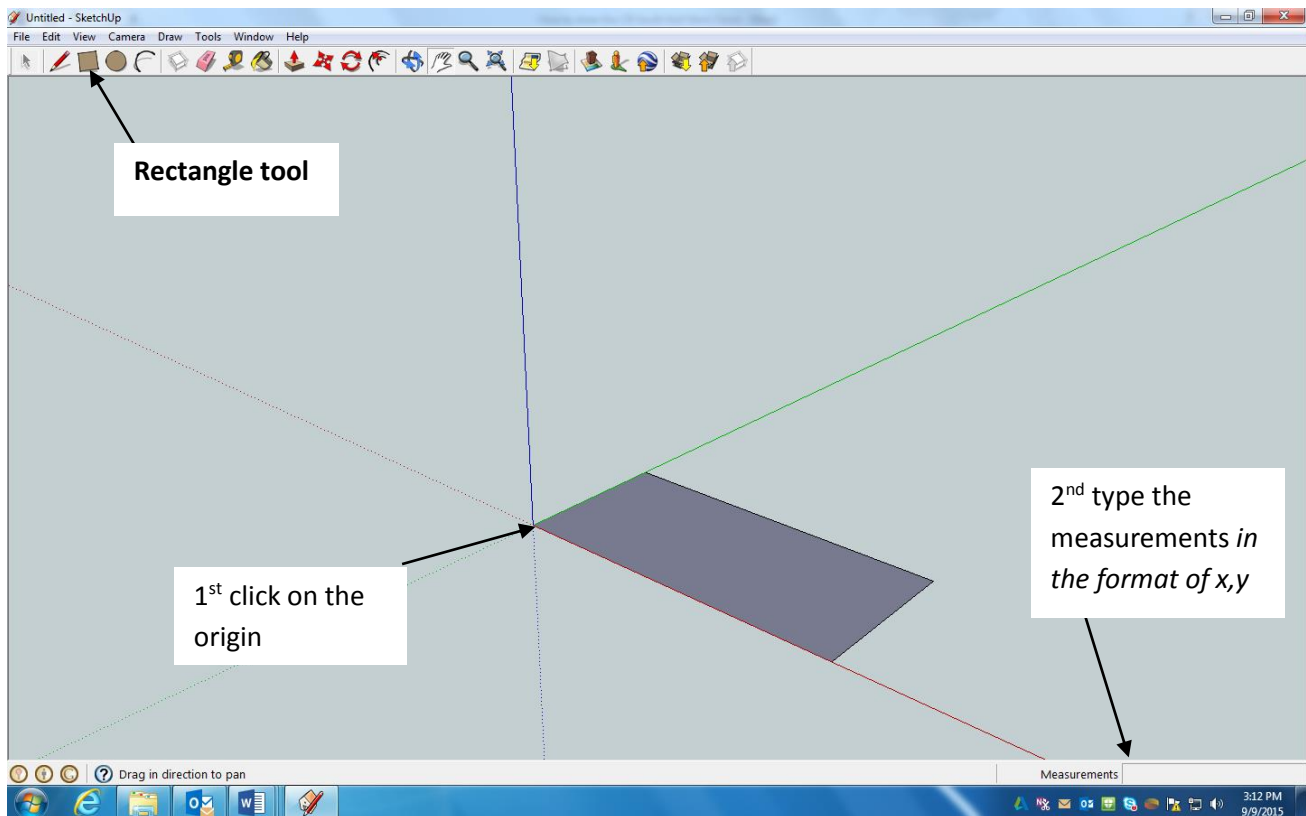 Untitled - SketchUp
File Edit View Camera Draw Tools Window Help
Rectangle tool
1st click on the
origin
2nd type the
measurements in
the format of x,y
Drag in direction to pan
Measurements
3:12 PM
9/9/2015